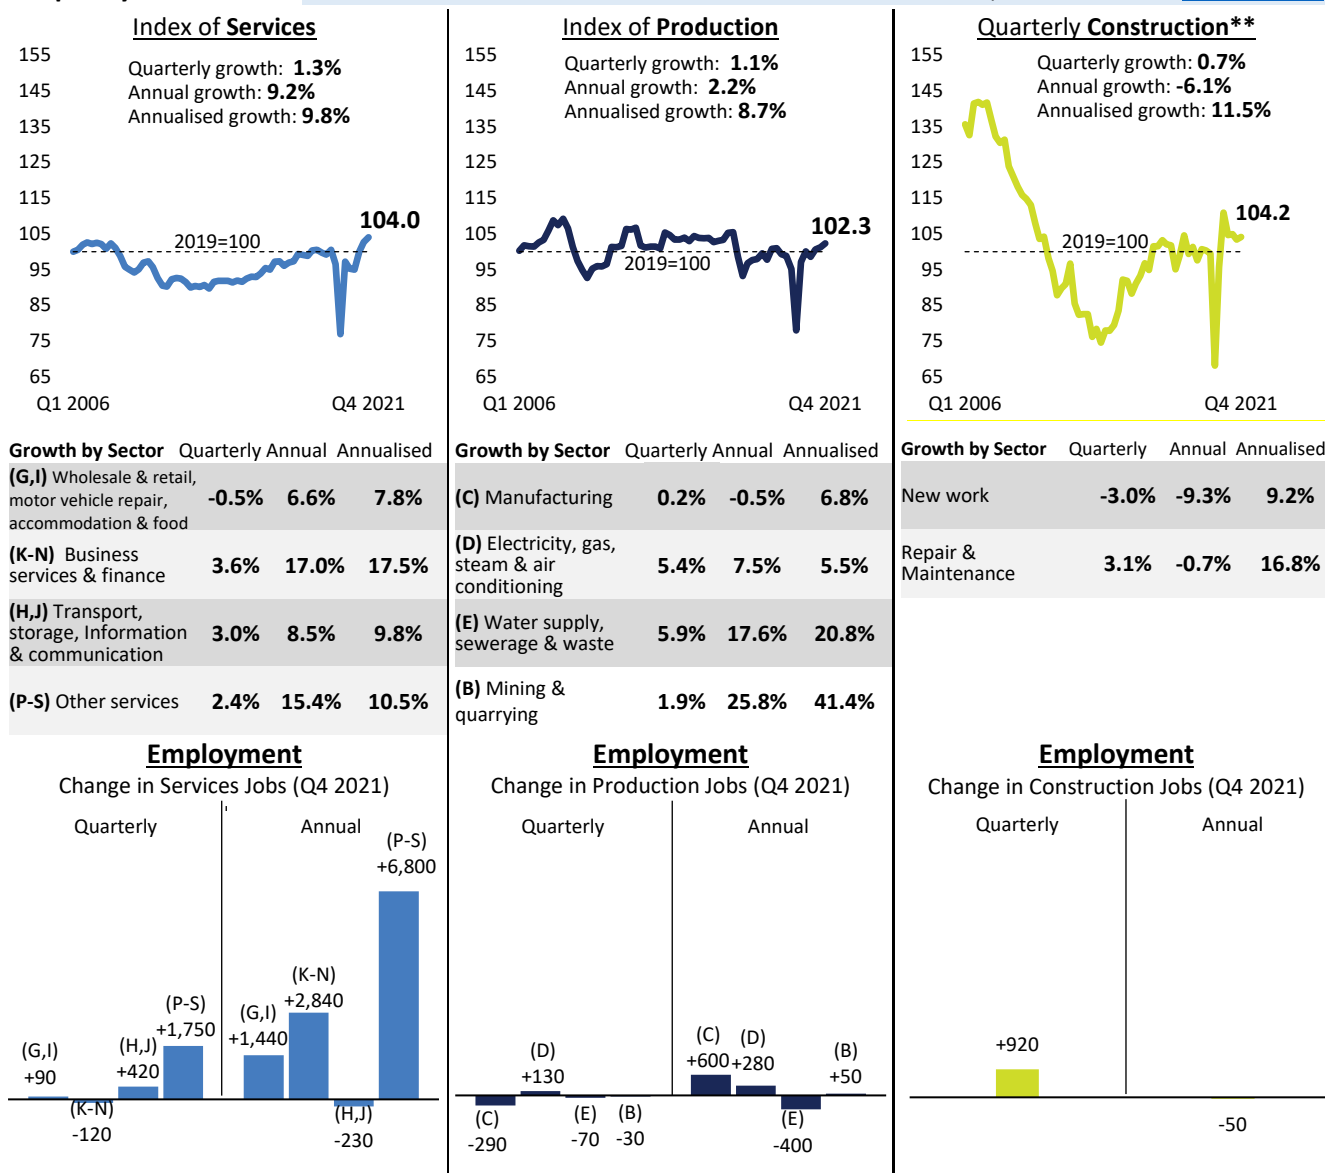 Index of Services
155
145
135
125
115
105
95
85
75
65
Quarterly growth: 1.3%
Annual growth: 9.2%
Annualised growth: 9.8%
104.0
2019=100
Q1 2006
Q4 2021
Growth by Sector Quarterly Annual Annualised
(G,I) Wholesale & retail,
motor vehicle repair,
accommodation & food
-0.5% 6.6% 7.8%
(K-N) Business
services & finance
3.6% 17.0% 17.5%
(H,J) Transport,
storage, Information
& communication
3.0% 8.5% 9.8%
(P-S) Other services 2.4% 15.4% 10.5%
Employment
Change in Services Jobs (Q4 2021)
Quarterly
Annual
(G,I)
+90
(K-N)
-120
(H,J)
+420
(P-S)
+1,750
(G,I)
+1,440
(K-N)
+2,840
(H,J)
-230
(P-S)
+6,800
Index of Production
155
145
135
125
115
105
95
85
75
65
Quarterly growth: 1.1%
Annual growth: 2.2%
Annualised growth: 8.7%
102.3
2019=100
Q1 2006
Q4 2021
Growth by Sector Quarterly Annual Annualised
(C) Manufacturing 0.2% -0.5% 6.8%
(D) Electricity, gas,
steam & air
conditioning
5.4% 7.5% 5.5%
(E) Water supply,
sewerage & waste
5.9% 17.6% 20.8%
(B) Mining &
quarrying
1.9% 25.8% 41.4%
Employment
Change in Production Jobs (Q4 2021)
Quarterly
Annual
(C)
-290
(D)
+130
(E)
-70
(B)
-30
(C)
+600
(D)
+280
(E)
-400
(B)
+50
Quarterly Construction**
155
145
135
125
115
105
95
85
75
65
Quarterly growth: 0.7%
Annual growth: -6.1%
Annualised growth: 11.5%
104.2
2019=100
Q1 2006
Q4 2021
Growth by Sector Quarterly Annual Annualised
New work -3.0% -9.3% 9.2%
Repair &
Maintenance
3.1% -0.7% 16.8%
Employment
Change in Construction Jobs (Q4 2021)
Quarterly
Annual
+920
-50